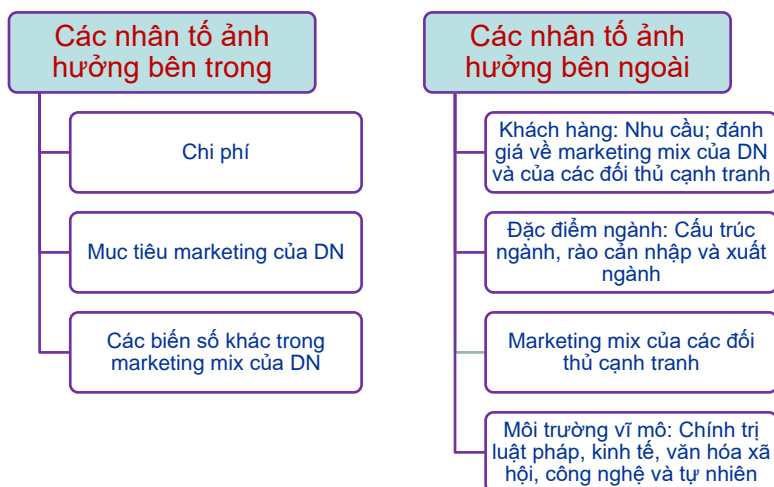 Các nhân tố ảnh
hưởng bên trong
Chi phí
Muc tiêu marketing của DN
Các biến số khác trong
marketing mix của DN
Các nhân tố ảnh
hưởng bên ngoài
Khách hàng: Nhu cầu; đánh
giá về marketing mix của DN
và của các đối thủ cạnh tranh
Đặc điểm ngành: Cấu trúc
ngành, rào cản nhập và xuất
ngành
Marketing mix của các đối
thủ cạnh tranh
Môi trường vĩ mô: Chính trị
luật pháp, kinh tế, văn hóa xã
hội, công nghệ và tự nhiên